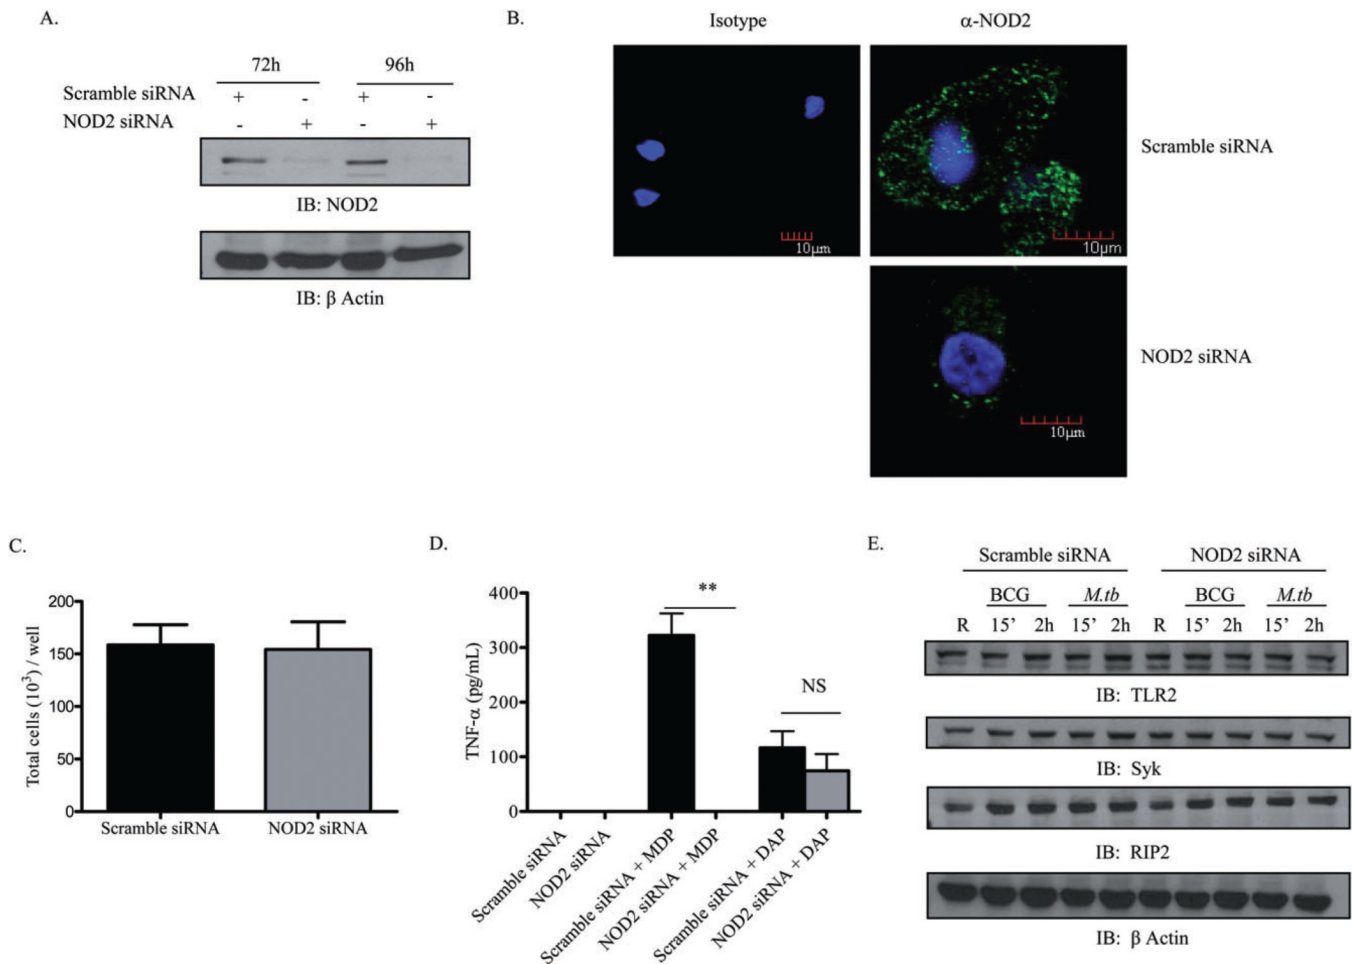 A.
72h 96h
Scramble siRNA + - + -
NOD2 siRNA - + - +
IB: NOD2
IB: β Actin
B.
Isotype α-NOD2
10µm
10µm
Scramble siRNA
10µm
NOD2 siRNA
C.
Total cells (10³) / well
200
150
100
50
0
Scramble siRNA NOD2 siRNA
D.
TNF-α (pg/mL)
400
300
200
100
0
**
NS
Scramble siRNA
NOD2 siRNA
Scramble siRNA + MDP
NOD2 siRNA + MDP
Scramble siRNA + DAP
NOD2 siRNA + DAP
E.
Scramble siRNA NOD2 siRNA
BCG M.tb BCG M.tb
R 15’ 2h 15’ 2h R 15’ 2h 15’ 2h
IB: TLR2
IB: Syk
IB: RIP2
IB: β Actin